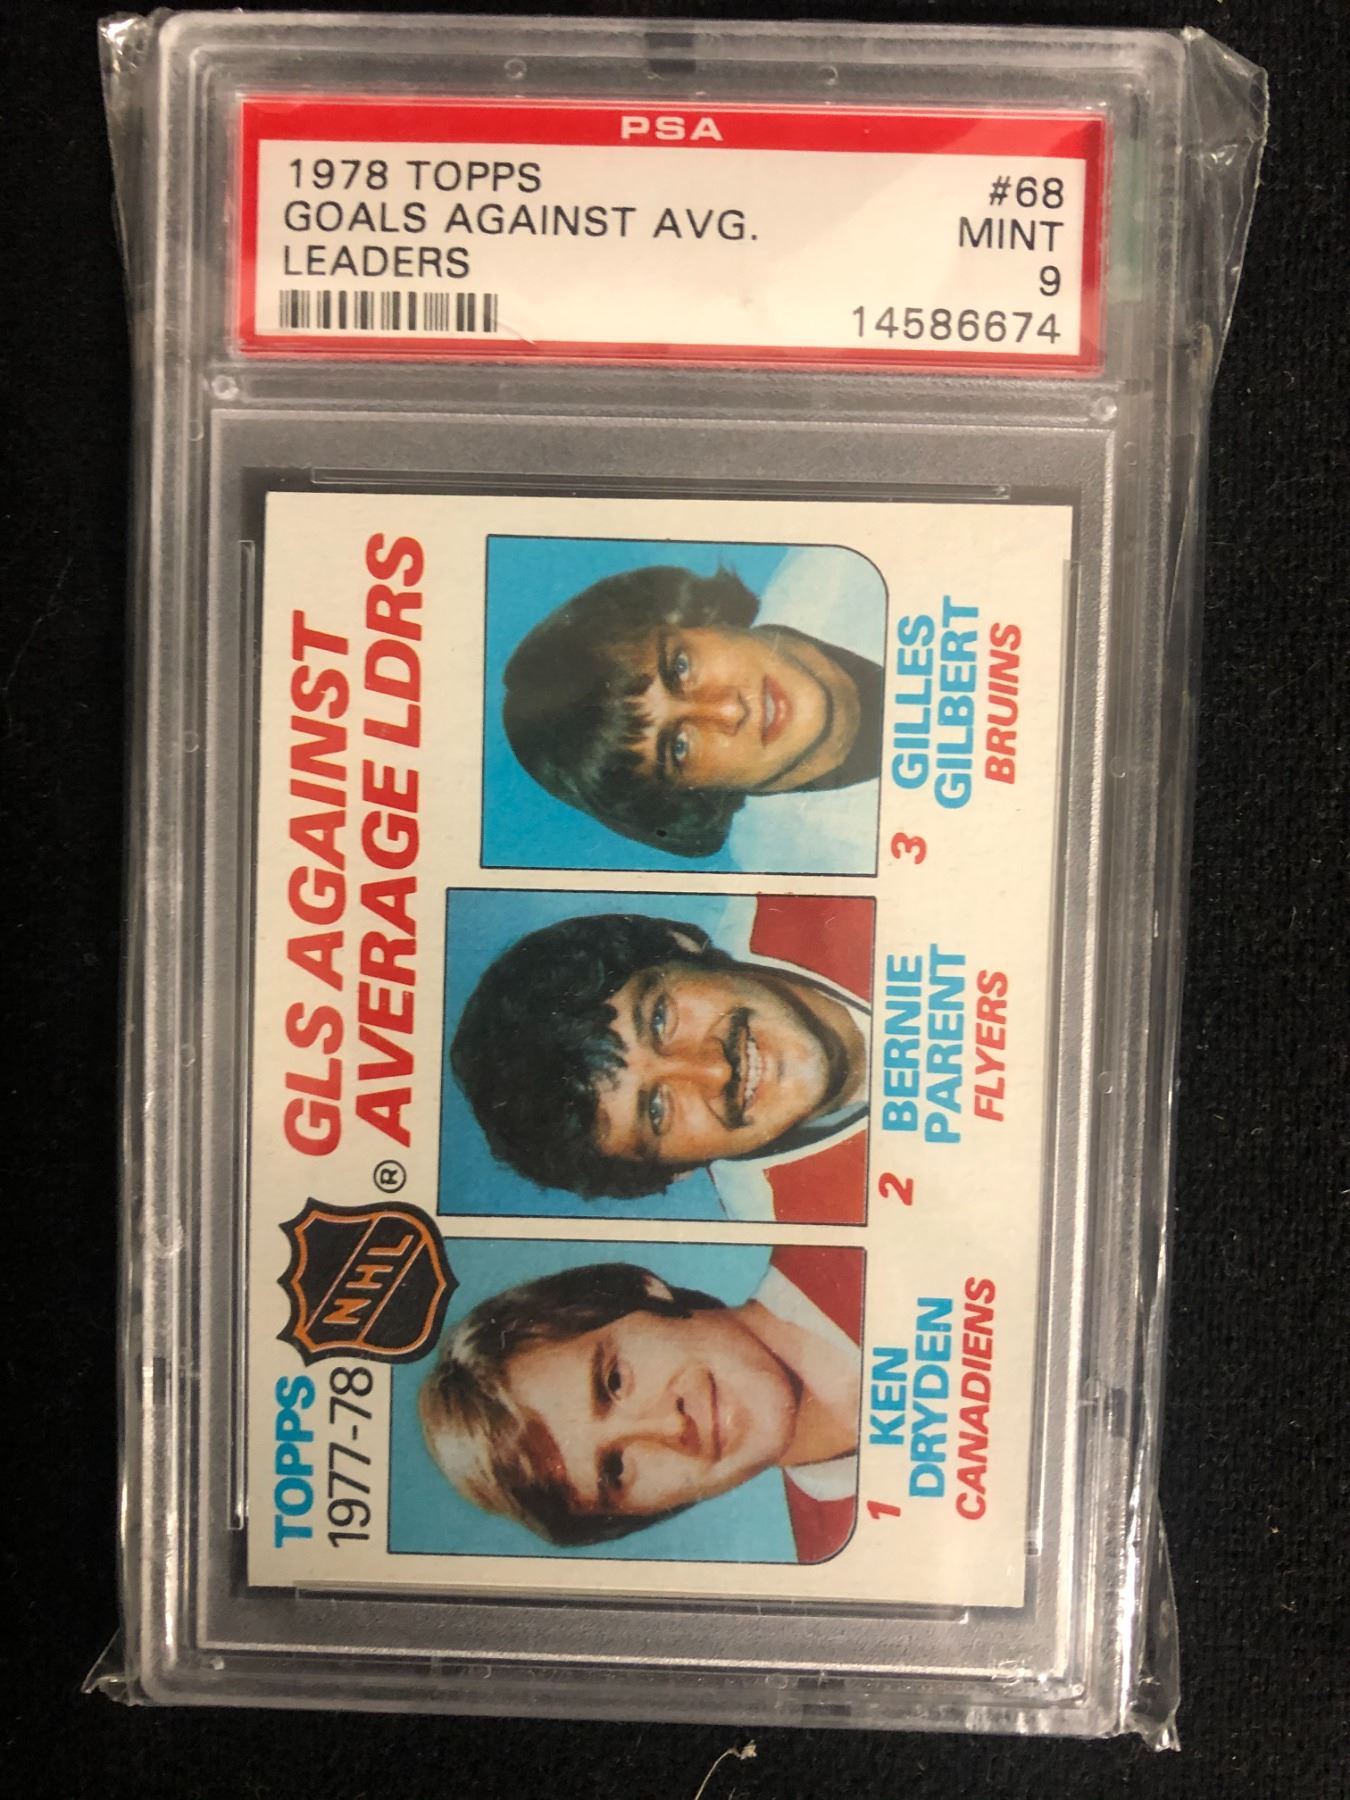 PSA
1978 TOPPS
#68
GOALS AGAINST AVG.
MINT
LEADERS
9
14586674
TOPPS
1977-78
NHL
®
GLS AGAINST
AVERAGE LDRS
1 KEN
DRYDEN
CANADIENS
2 BERNIE
PARENT
FLYERS
3 GILLES
GILBERT
BRUINS